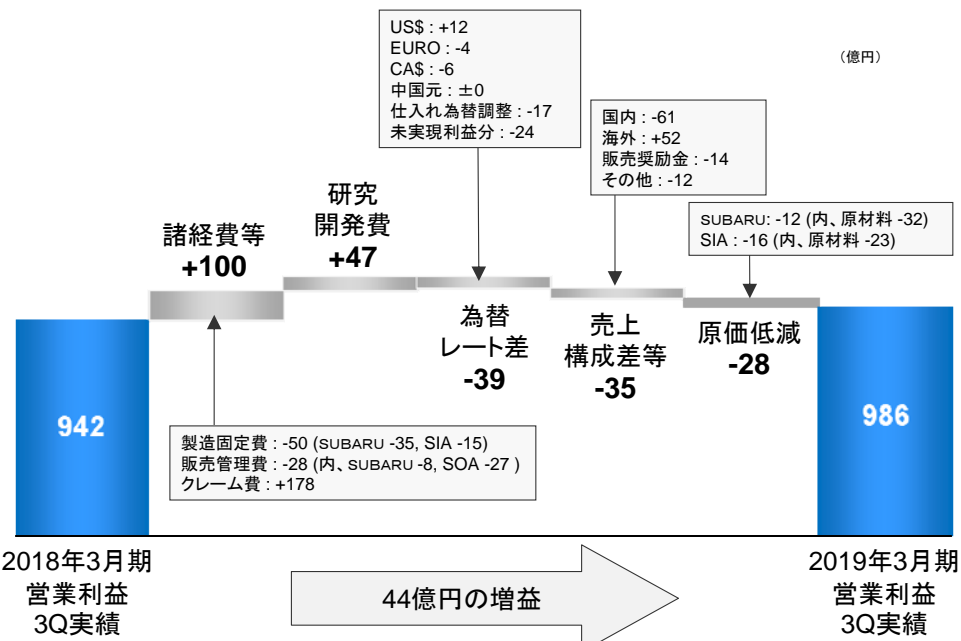 US$ : +12
EURO : -4
CA$ : -6
中国元 : ±0
仕入れ為替調整 : -17
未実現利益分 : -24
（億円）
国内 : -61
海外 : +52
販売奨励金 : -14
その他 : -12
SUBARU: -12 (内、原材料 -32)
SIA : -16 (内、原材料 -23)
諸経費等
+100
研究
開発費
+47
為替
レート差
-39
売上
構成差等
-35
原価低減
-28
942
986
製造固定費 : -50 (SUBARU -35, SIA -15)
販売管理費 : -28 (内、SUBARU -8, SOA -27 )
クレーム費 : +178
2018年3月期
営業利益
3Q実績
44億円の増益
2019年3月期
営業利益
3Q実績